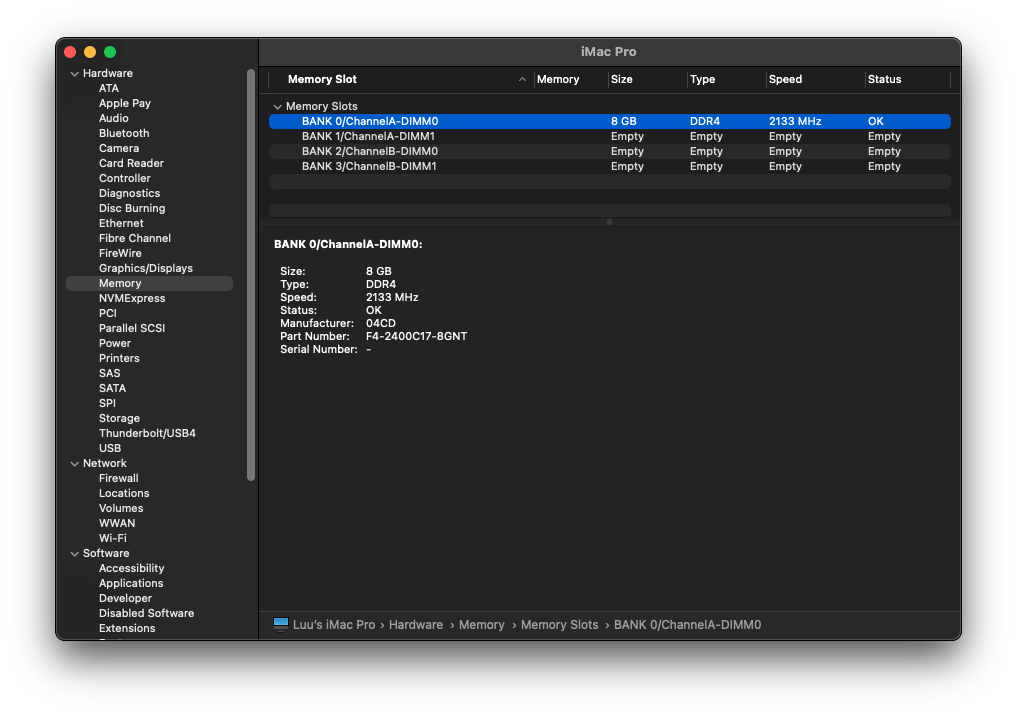 iMac Pro
Hardware
ATA
Apple Pay
Audio
Bluetooth
Camera
Card Reader
Controller
Diagnostics
Disc Burning
Ethernet
Fibre Channel
FireWire
Graphics/Displays
Memory
NVMExpress
PCI
Parallel SCSI
Power
Printers
SAS
SATA
SPI
Storage
Thunderbolt/USB4
USB
Network
Firewall
Locations
Volumes
WWAN
Wi-Fi
Software
Accessibility
Applications
Developer
Disabled Software
Extensions
Memory Slot Memory Size Type Speed Status
Memory Slots
BANK 0/ChannelA-DIMM0 8 GB DDR4 2133 MHz OK
BANK 1/ChannelA-DIMM1 Empty Empty Empty Empty
BANK 2/ChannelB-DIMM0 Empty Empty Empty Empty
BANK 3/ChannelB-DIMM1 Empty Empty Empty Empty
BANK 0/ChannelA-DIMM0:
Size: 8 GB
Type: DDR4
Speed: 2133 MHz
Status: OK
Manufacturer: 04CD
Part Number: F4-2400C17-8GNT
Serial Number: -
Luu’s iMac Pro › Hardware › Memory › Memory Slots › BANK 0/ChannelA-DIMM0